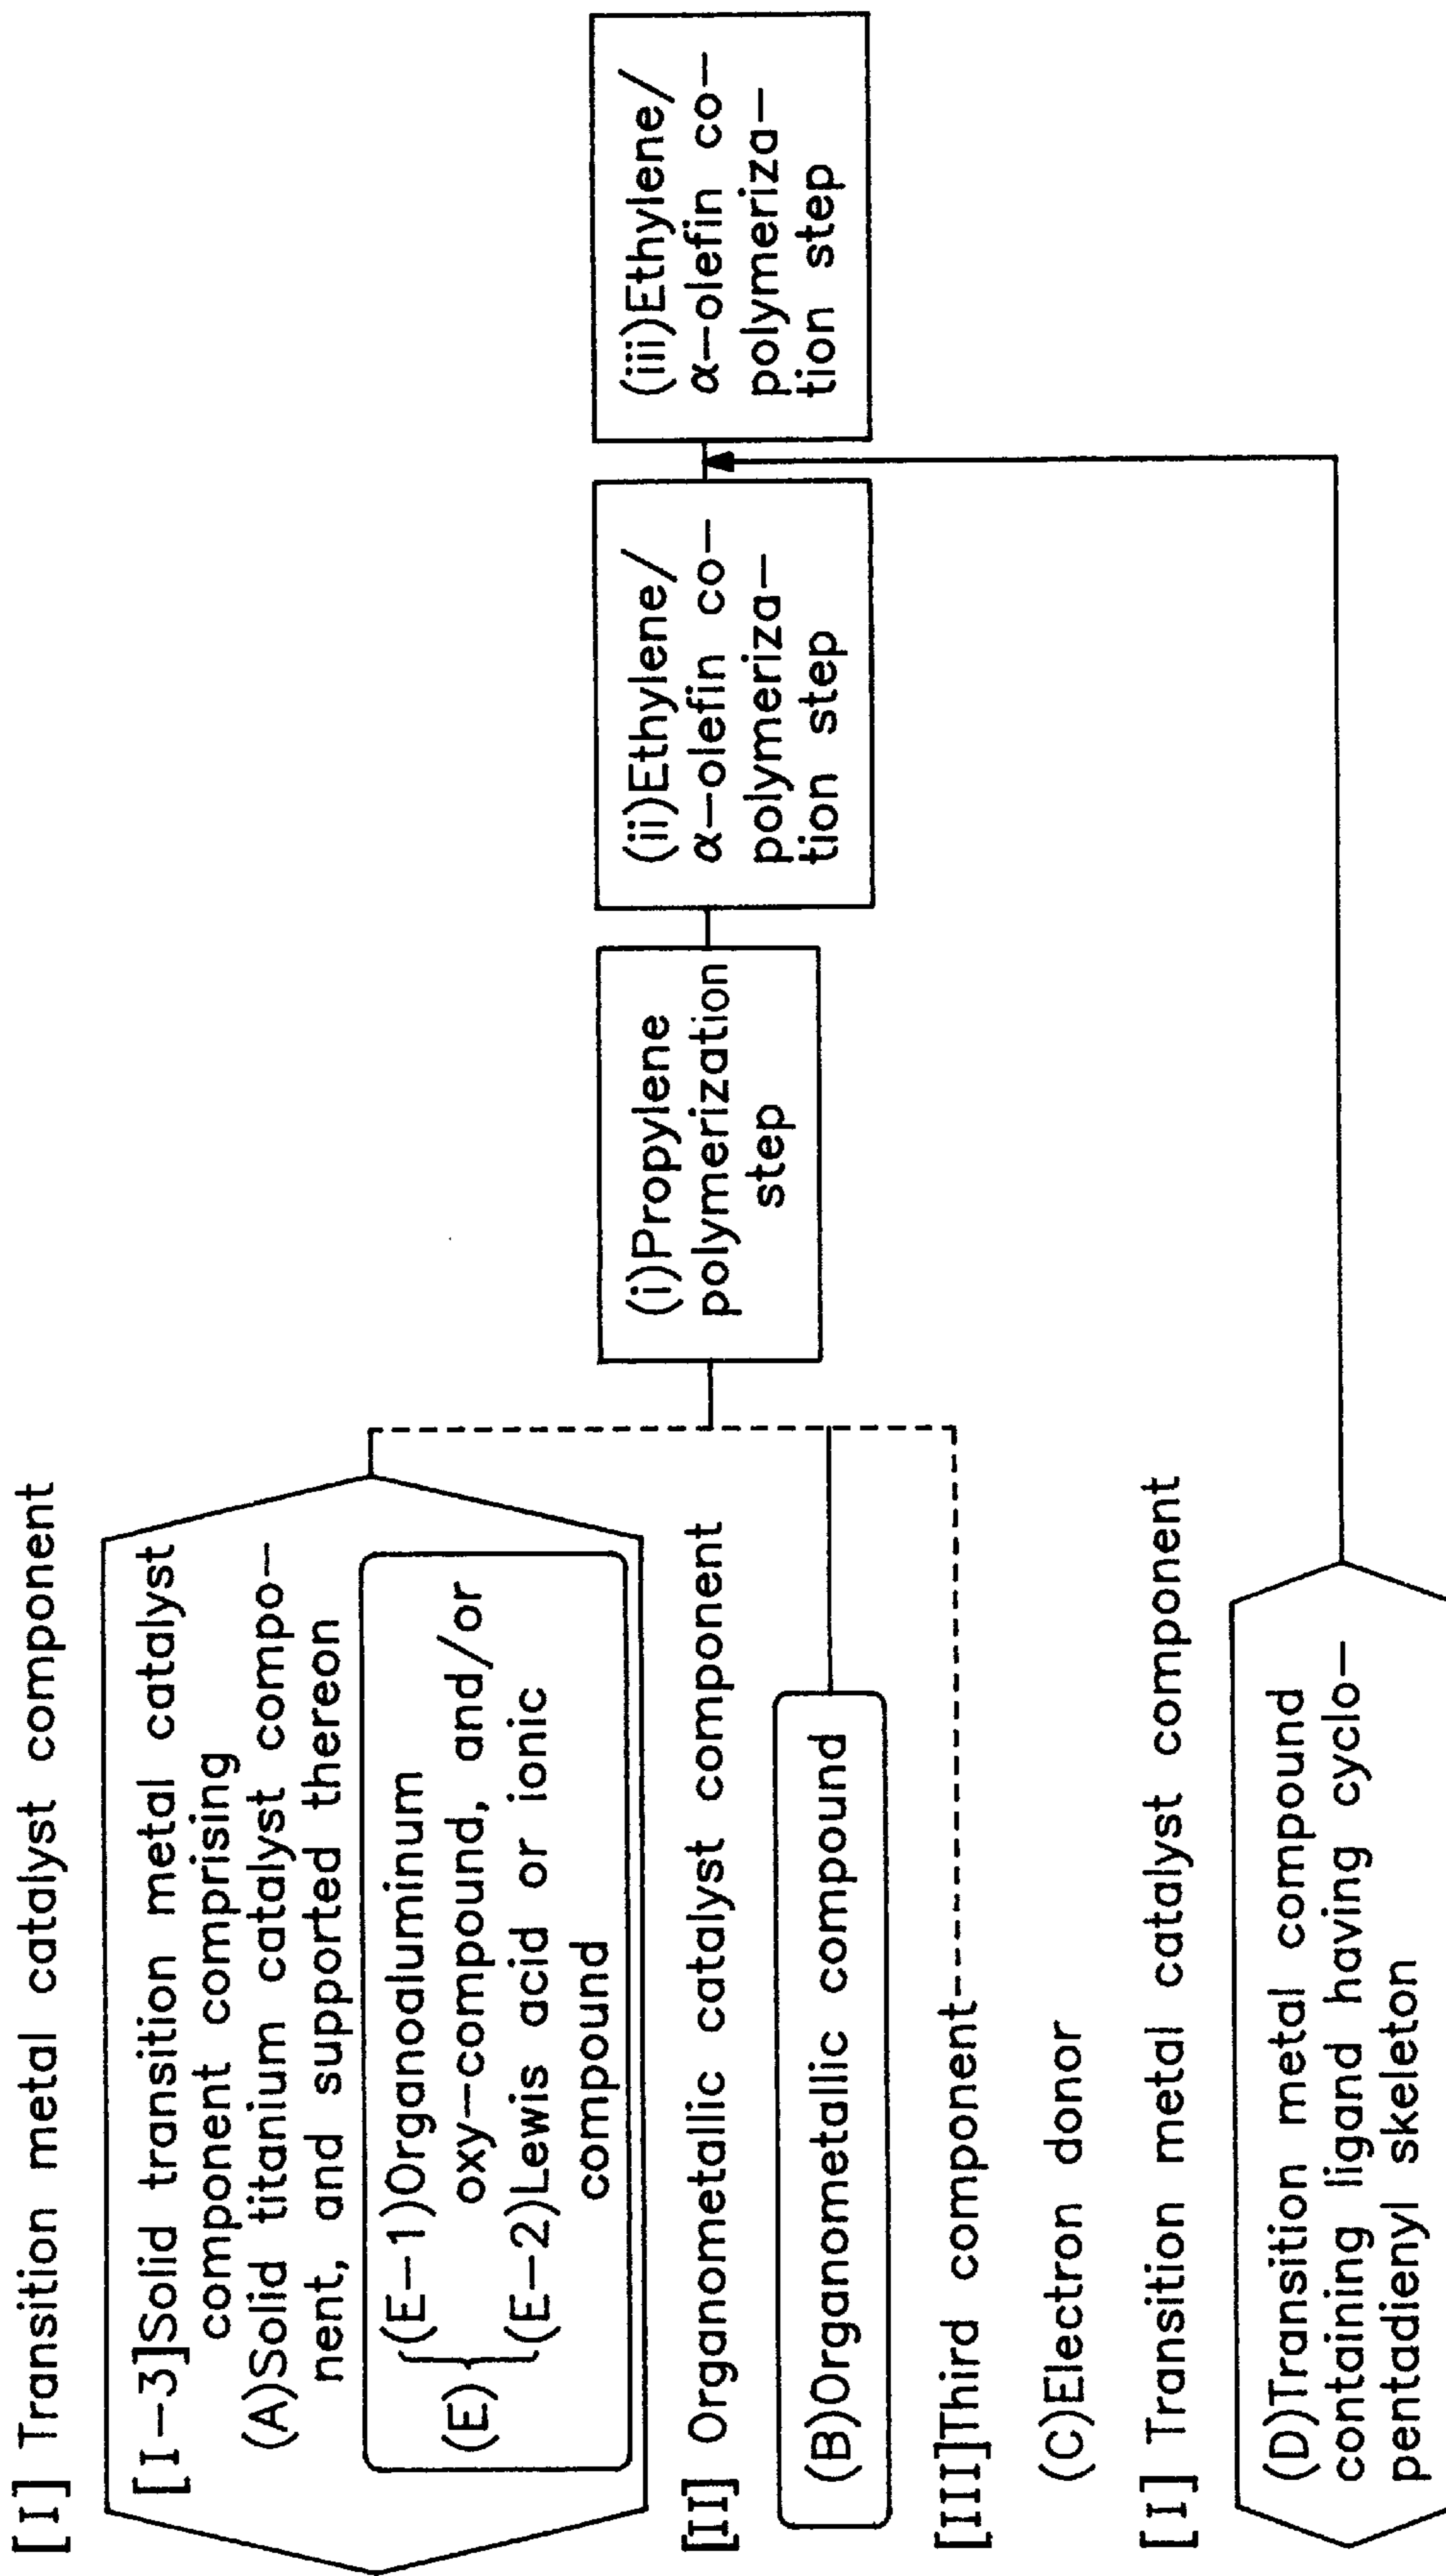 [I] Transition metal catalyst component
[I-3]Solid transition metal catalyst
component comprising
(A)Solid titanium catalyst compo-
nent, and supported thereon
(E)
(E-1)Organoaluminum
oxy-compound, and/or
(E-2)Lewis acid or ionic
compound
[II] Organometallic catalyst component
(B)Organometallic compound
[III]Third component
(C)Electron donor
[I] Transition metal catalyst component
(D)Transition metal compound
containing ligand having cyclo-
pentadienyl skeleton
(i)Propylene
polymerization
step
(ii)Ethylene/
α-olefin co-
polymeriza-
tion step
(iii)Ethylene/
α-olefin co-
polymeriza-
tion step